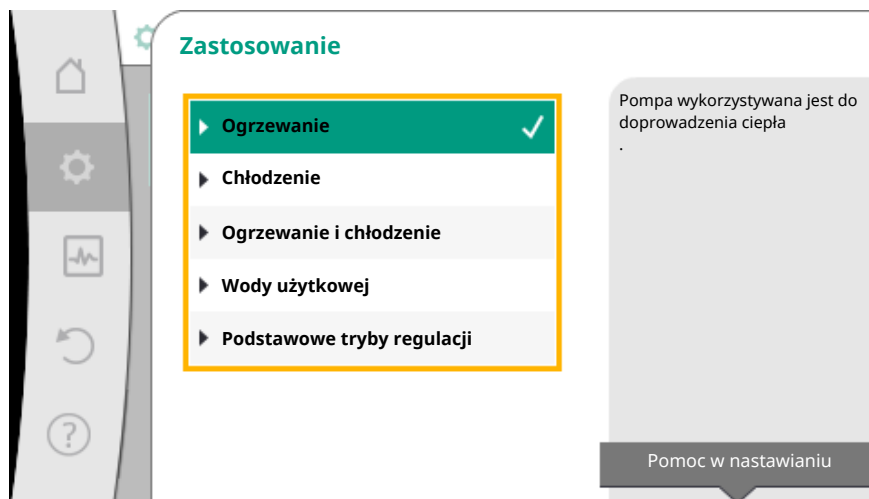 Zastosowanie
Ogrzewanie
Chłodzenie
Ogrzewanie i chłodzenie
Wody użytkowej
Podstawowe tryby regulacji
Pompa wykorzystywana jest do
doprowadzenia ciepła
.
Pomoc w nastawianiu
?